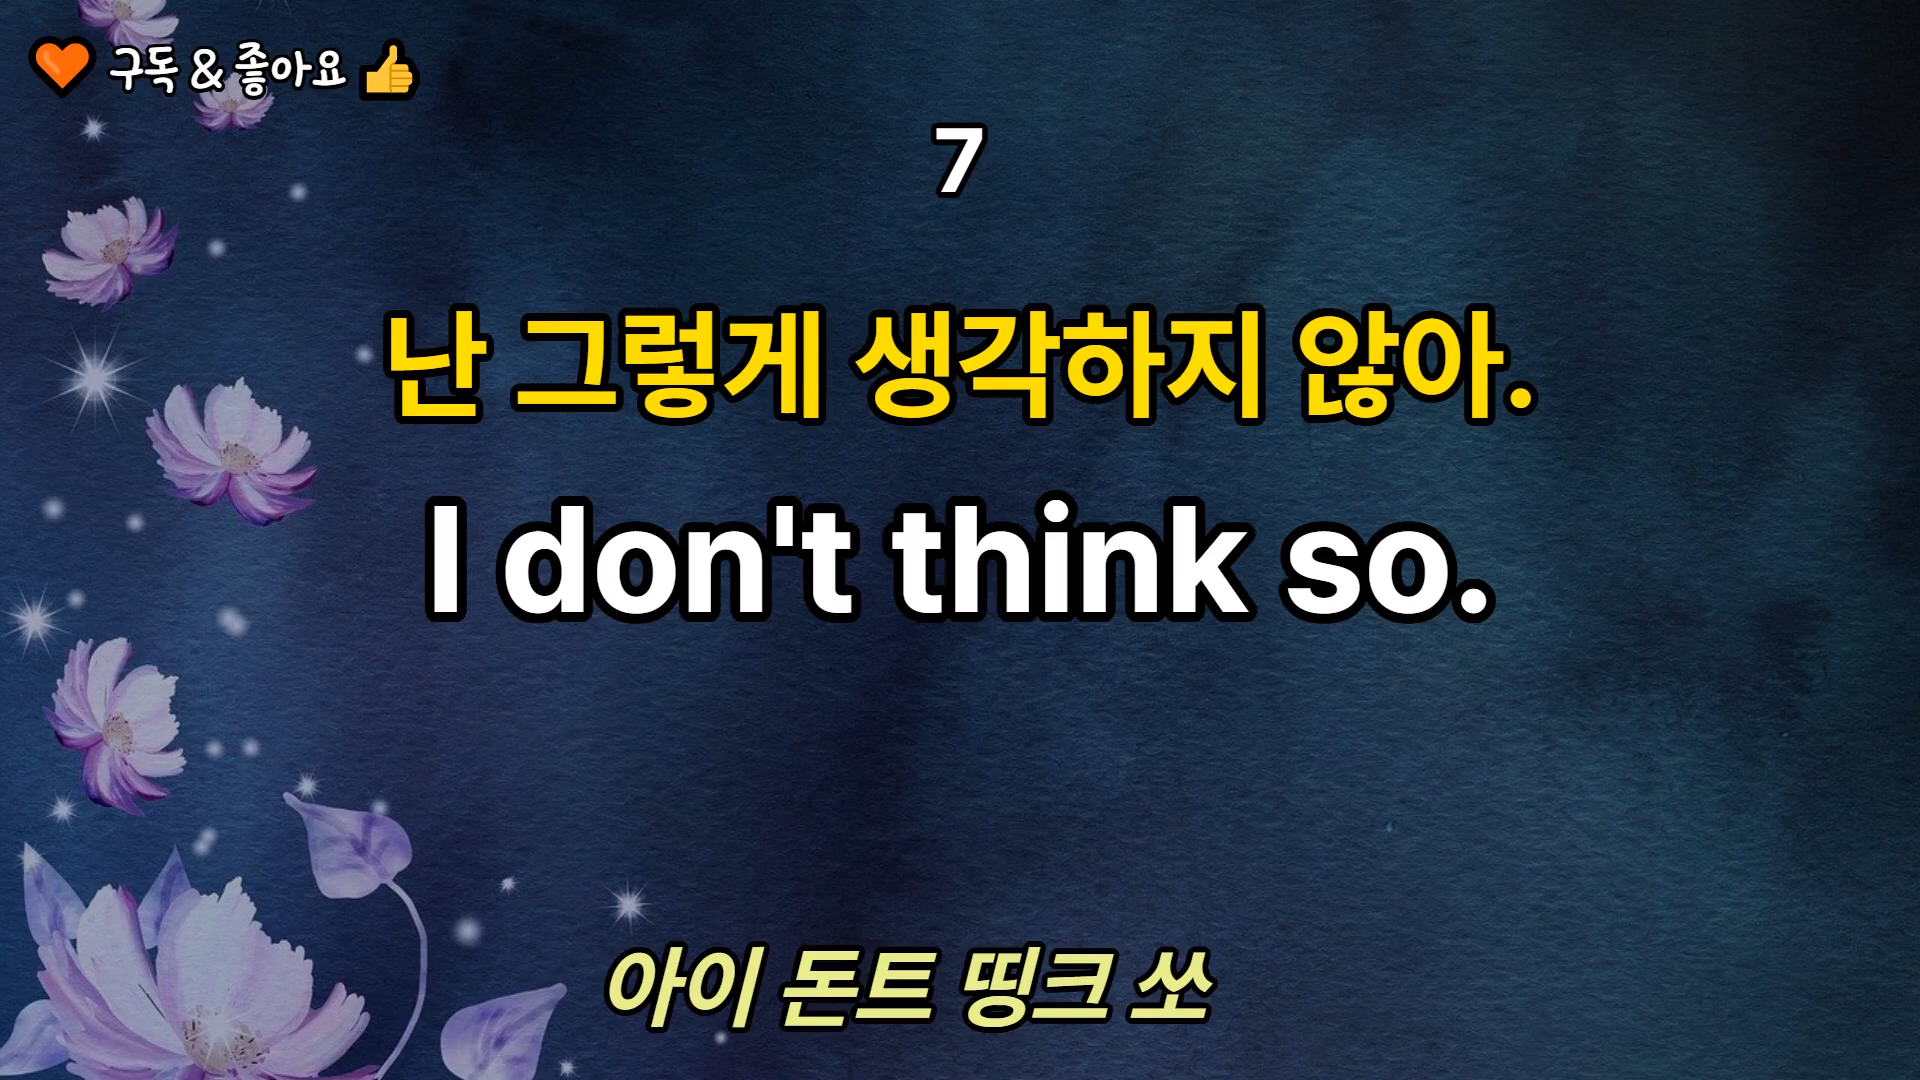 🧡 구독 & 좋아요 👍
7
난 그렇게 생각하지 않아.
I don't think so.
아이 돈트 띵크 쏘